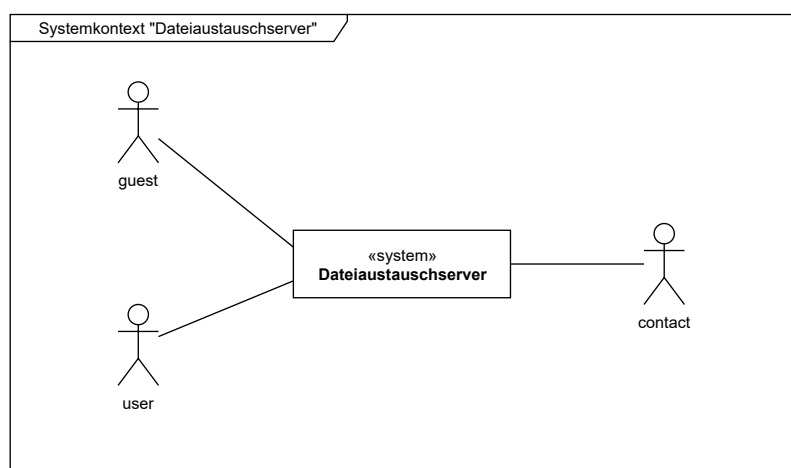 Systemkontext "Dateiaustauschserver"
guest
«system»
Dateiaustauschserver
contact
user